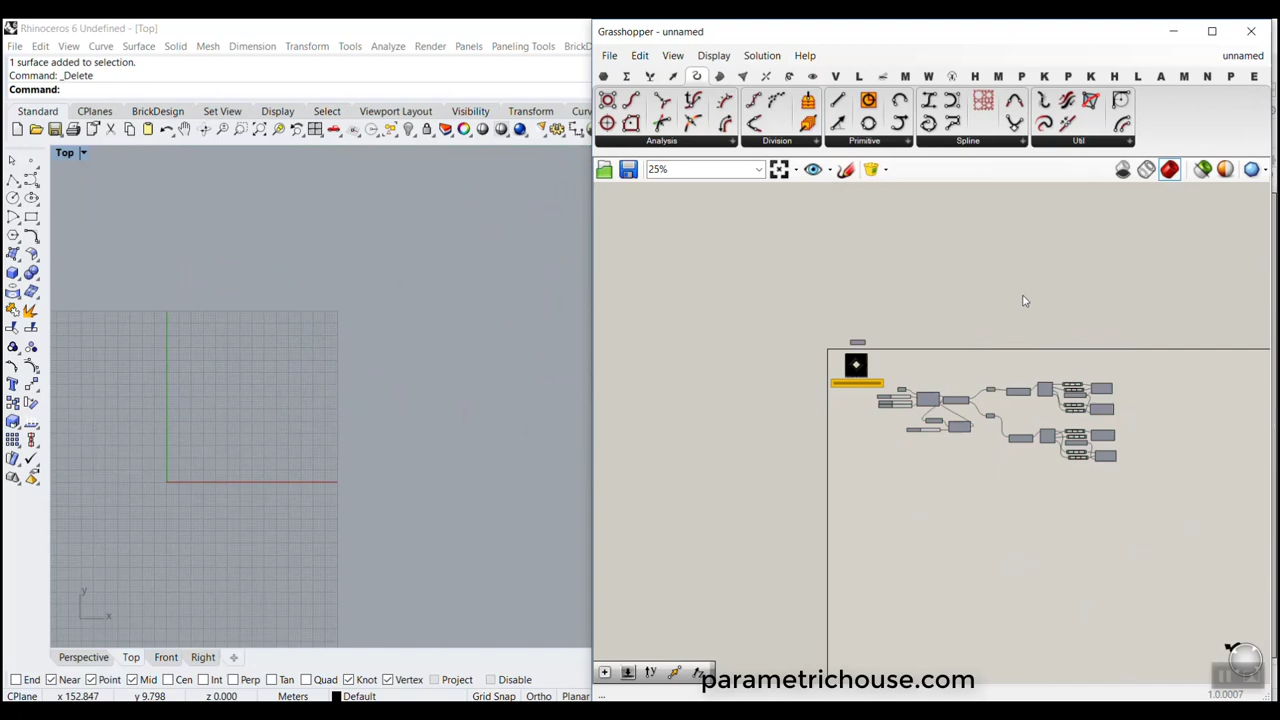 Rhinoceros 6 Undefined - [Top]
File Edit View Curve Surface Solid Mesh Dimension Transform Tools Analyze Render Panels Paneling Tools BrickD
1 surface added to selection.
Command: _Delete
Command:
Standard CPlanes BrickDesign Set View Display Select Viewport Layout Visibility Transform
Top
y
x
Perspective Top Front Right
End Near Point Mid Cen Int Perp Tan Quad Knot Vertex Project Disable
CPlane x 152.847 y 9.798 z 0.000 Meters Default Grid Snap Ortho Planar
Grasshopper - unnamed
File Edit View Display Solution Help unnamed
V L M W H M P K P K H L A M N P E
Analysis Division Primitive Spline Util
25%
parametrichouse.com
...
1.0.0007